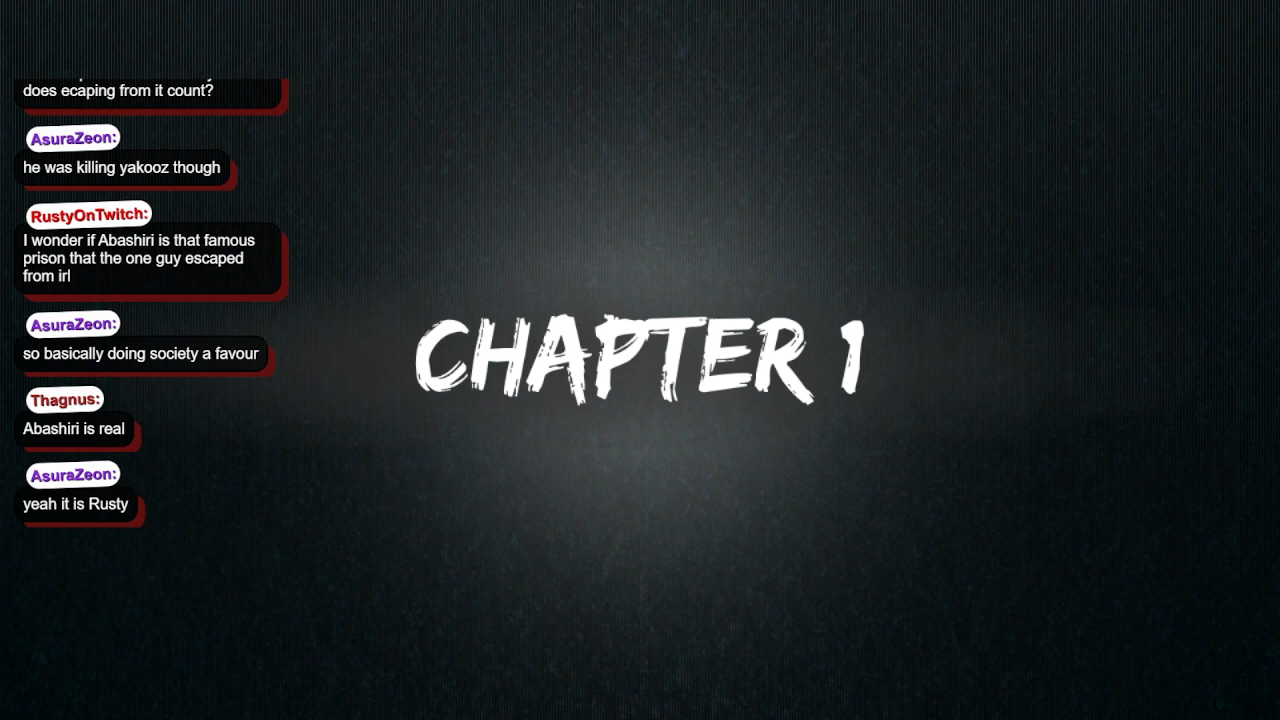 does ecaping from it count?
AsuraZeon:
he was killing yakooz though
RustyOnTwitch:
I wonder if Abashiri is that famous
prison that the one guy escaped
from irl
AsuraZeon:
so basically doing society a favour
Thagnus:
Abashiri is real
AsuraZeon:
yeah it is Rusty
CHAPTER 1